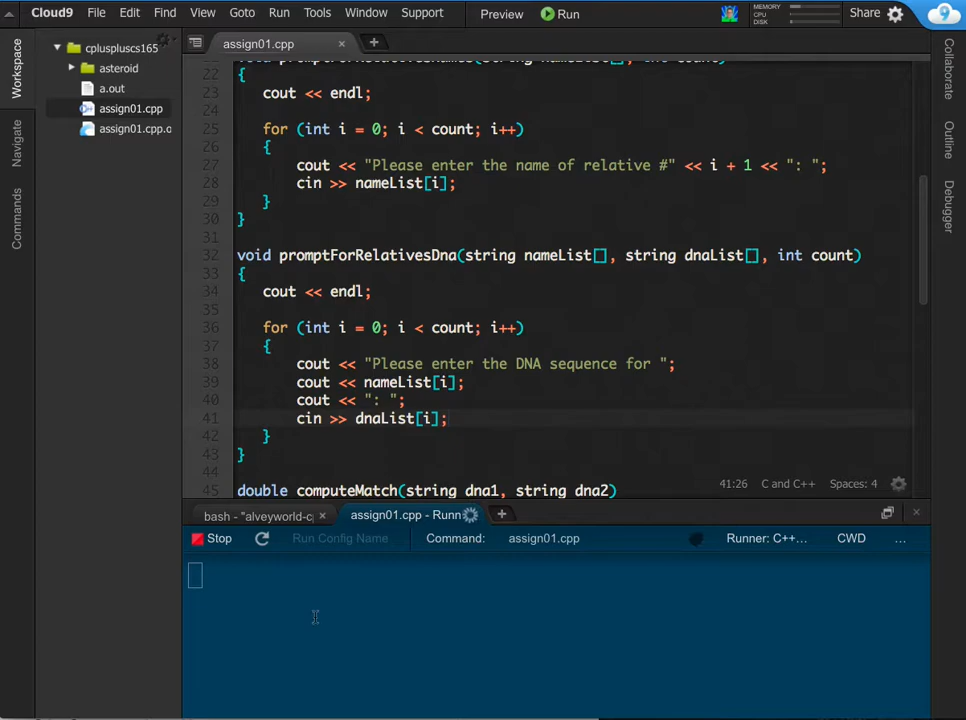 Cloud9 File Edit Find View Goto Run Tools Window Support Preview Run MEMORY CPU DISK Share 9
Workspace
Navigate
Commands
cpluspluscs165
asteroid
a.out
assign01.cpp
assign01.cpp.o
assign01.cpp
22 {
23 cout << endl;
24
25 for (int i = 0; i < count; i++)
26 {
27 cout << "Please enter the name of relative #" << i + 1 << ": ";
28 cin >> nameList[i];
29 }
30 }
31
32 void promptForRelativesDna(string nameList[], string dnaList[], int count)
33 {
34 cout << endl;
35
36 for (int i = 0; i < count; i++)
37 {
38 cout << "Please enter the DNA sequence for ";
39 cout << nameList[i];
40 cout << ": ";
41 cin >> dnaList[i];
42 }
43 }
44
45 double computeMatch(string dna1, string dna2)
41:26 C and C++ Spaces: 4
Collaborate
Outline
Debugger
bash - "alveyworld-cp assign01.cpp - Runn
Stop Run Config Name Command: assign01.cpp Runner: C++... CWD ...